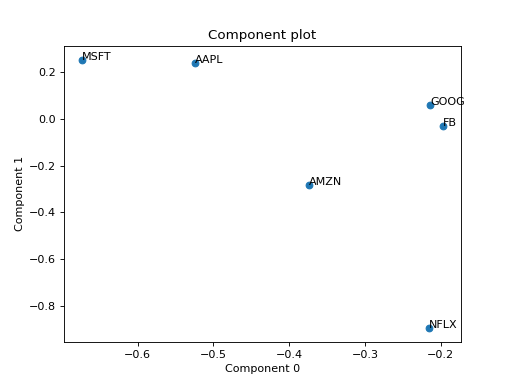 Component plot
MSFT
AAPL
GOOG
FB
AMZN
NFLX
0.2
0.0
−0.2
−0.4
−0.6
−0.8
Component 1
−0.6 −0.5 −0.4 −0.3 −0.2
Component 0